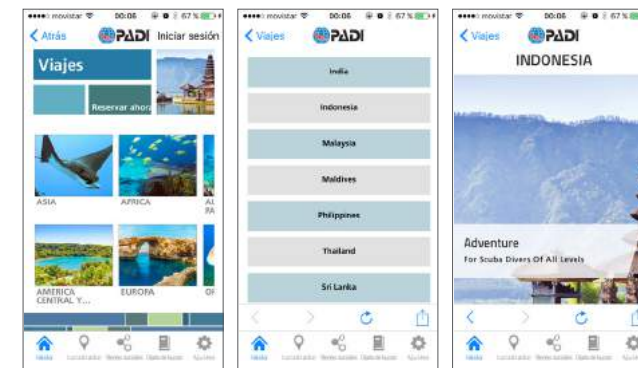 movistar 00:06 67 %
Atrás PADI Iniciar sesión
Viajes
Reservar ahora
ASIA
AFRICA
AMERICA CENTRAL Y...
EUROPA
Inicio
movistar 00:06 67 %
Viajes PADI
India
Indonesia
Malaysia
Maldives
Philippines
Thailand
Sri Lanka
Inicio
movistar 00:06 67 %
Viajes PADI
INDONESIA
Adventure
For Scuba Divers Of All Levels
Inicio